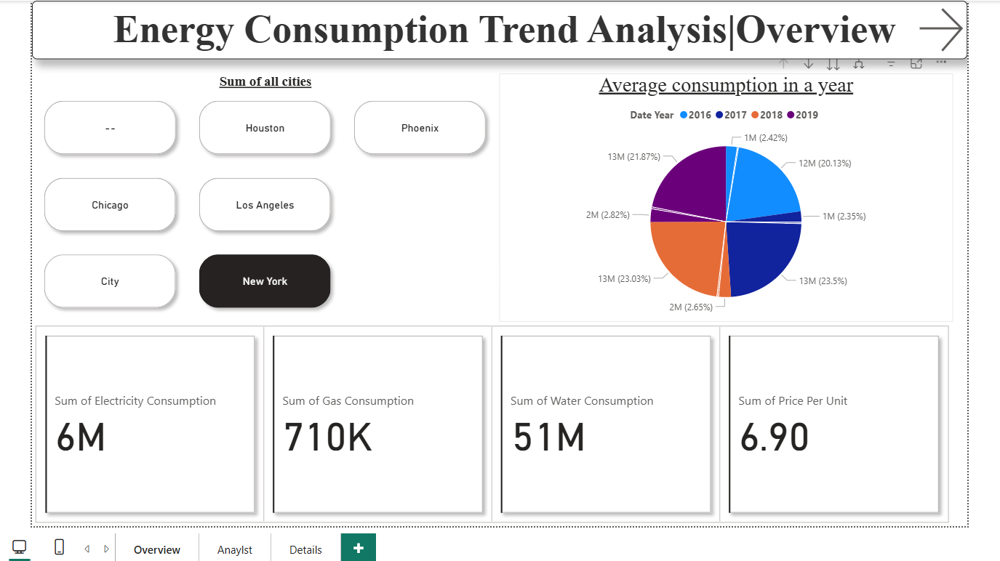 Energy Consumption Trend Analysis|Overview
Sum of all cities
--
Houston
Phoenix
Chicago
Los Angeles
City
New York
Average consumption in a year
Date Year 2016 2017 2018 2019
1M (2.42%)
13M (21.87%)
12M (20.13%)
2M (2.82%)
1M (2.35%)
13M (23.03%)
13M (23.5%)
2M (2.65%)
Sum of Electricity Consumption
6M
Sum of Gas Consumption
710K
Sum of Water Consumption
51M
Sum of Price Per Unit
6.90
Overview
Anaylst
Details
+